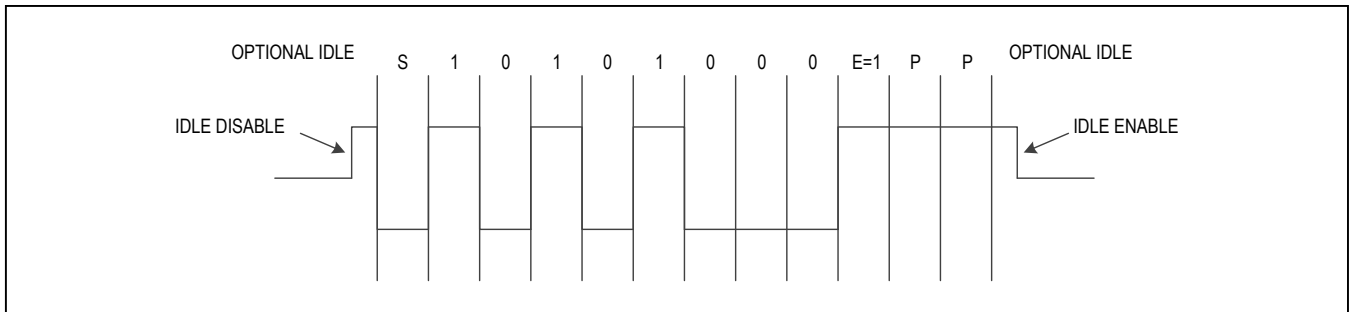 OPTIONAL IDLE S 1 0 1 0 1 0 0 0 E=1 P P OPTIONAL IDLE
IDLE DISABLE IDLE ENABLE